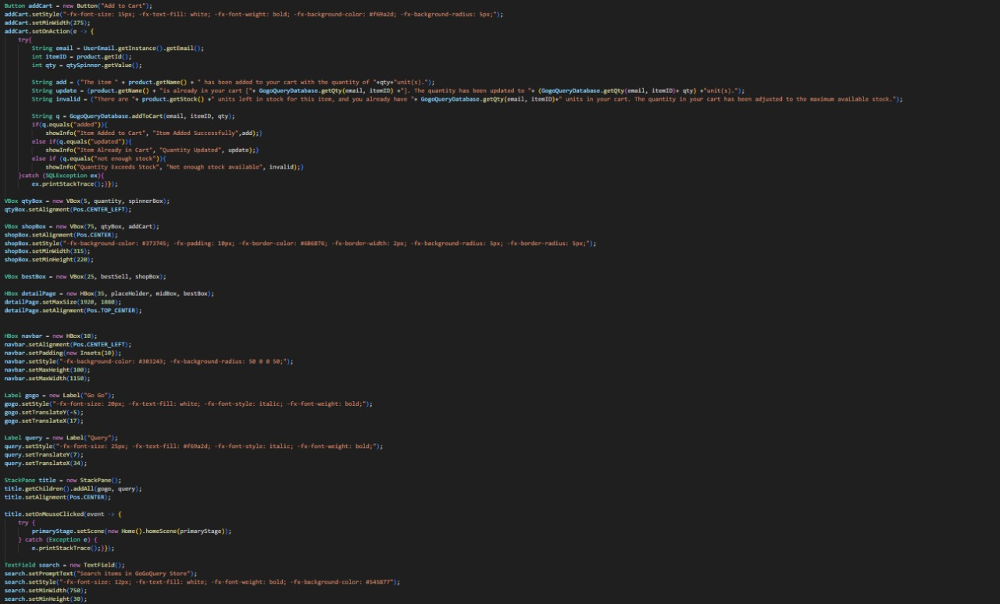 Button addCart = new Button("Add to Cart");
addCart.setStyle("-fx-font-size: 15px; -fx-text-fill: white; -fx-font-weight: bold; -fx-background-color: #f69a2d; -fx-background-radius: 5px;");
addCart.setMinWidth(275);
addCart.setOnAction(e -> {
try{
String email = UserEmail.getInstance().getEmail();
int itemID = product.getId();
int qty = qtySpinner.getValue();
String add = ("The item " + product.getName() + " has been added to your cart with the quantity of "+qty+"unit(s).");
String update = (product.getName() + "is already in your cart ["+ GogoQueryDatabase.getQty(email, itemID) +"]. The quantity has been updated to "+ (GogoQueryDatabase.getQty(email, itemID)+ qty) +"unit(s).");
String invalid = ("There are "+ product.getStock() +" units left in stock for this item, and you already have "+ GogoQueryDatabase.getQty(email, itemID)+" units in your cart. The quantity in your cart has been adjusted to the maximum available stock.");
String q = GogoQueryDatabase.addToCart(email, itemID, qty);
if(q.equals("added")){
showInfo("Item Added to Cart", "Item Added Successfully",add);}
else if(q.equals("updated")){
showInfo("Item Already in Cart", "Quantity Updated", update);}
else if (q.equals("not enough stock")){
showInfo("Quantity Exceeds Stock", "Not enough stock available", invalid);}
}catch (SQLException ex){
ex.printStackTrace();}});
VBox qtyBox = new VBox(5, quantity, spinnerBox);
qtyBox.setAlignment(Pos.CENTER_LEFT);
VBox shopBox = new VBox(75, qtyBox, addCart);
shopBox.setAlignment(Pos.CENTER);
shopBox.setStyle("-fx-background-color: #373745; -fx-padding: 10px; -fx-border-color: #686876; -fx-border-width: 2px; -fx-background-radius: 5px; -fx-border-radius: 5px;");
shopBox.setMinWidth(315);
shopBox.setMinHeight(220);
VBox bestBox = new VBox(25, bestSell, shopBox);
HBox detailPage = new HBox(35, placeHolder, midBox, bestBox);
detailPage.setMaxSize(1920, 1080);
detailPage.setAlignment(Pos.TOP_CENTER);
HBox navbar = new HBox(10);
navbar.setAlignment(Pos.CENTER_LEFT);
navbar.setPadding(new Insets(10));
navbar.setStyle("-fx-background-color: #303243; -fx-background-radius: 50 0 0 50;");
navbar.setMaxHeight(100);
navbar.setMaxWidth(1150);
Label gogo = new Label("Go Go");
gogo.setStyle("-fx-font-size: 20px; -fx-text-fill: white; -fx-font-style: italic; -fx-font-weight: bold;");
gogo.setTranslateY(-5);
gogo.setTranslateX(17);
Label query = new Label("Query");
query.setStyle("-fx-font-size: 25px; -fx-text-fill: #f69a2d; -fx-font-style: italic; -fx-font-weight: bold;");
query.setTranslateY(7);
query.setTranslateX(34);
StackPane title = new StackPane();
title.getChildren().addAll(gogo, query);
title.setAlignment(Pos.CENTER);
title.setOnMouseClicked(event -> {
try {
primaryStage.setScene(new Home().homeScene(primaryStage));
} catch (Exception e) {
e.printStackTrace();}});
TextField search = new TextField();
search.setPromptText("Search items in GoGoQuery Store");
search.setStyle("-fx-font-size: 12px; -fx-text-fill: white; -fx-font-weight: bold; -fx-background-color: #545877");
search.setMinWidth(750);
search.setMinHeight(30);